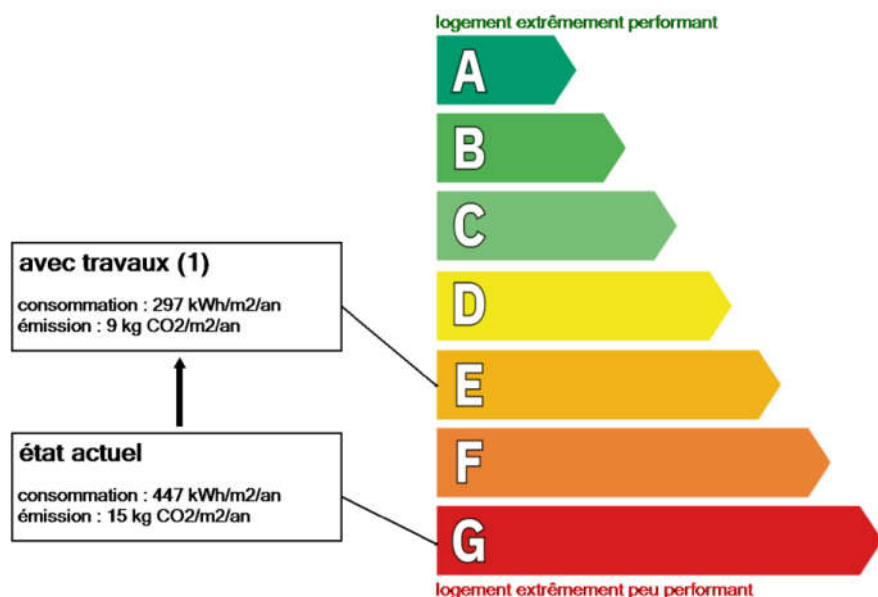 logement extrêmement performant
A
B
C
avec travaux (1)
consommation : 297 kWh/m2/an
émission : 9 kg CO2/m2/an
D
E
état actuel
consommation : 447 kWh/m2/an
émission : 15 kg CO2/m2/an
F
G
logement extrêmement peu performant